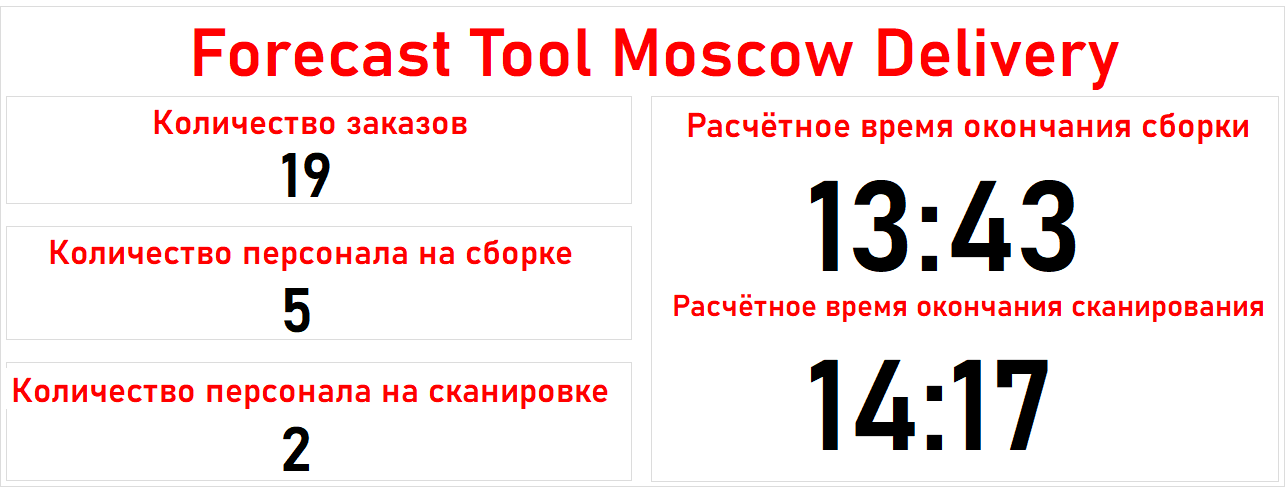 Forecast Tool Moscow Delivery
Количество заказов
19
Количество персонала на сборке
5
Количество персонала на сканировке
2
Расчётное время окончания сборки
13:43
Расчётное время окончания сканирования
14:17